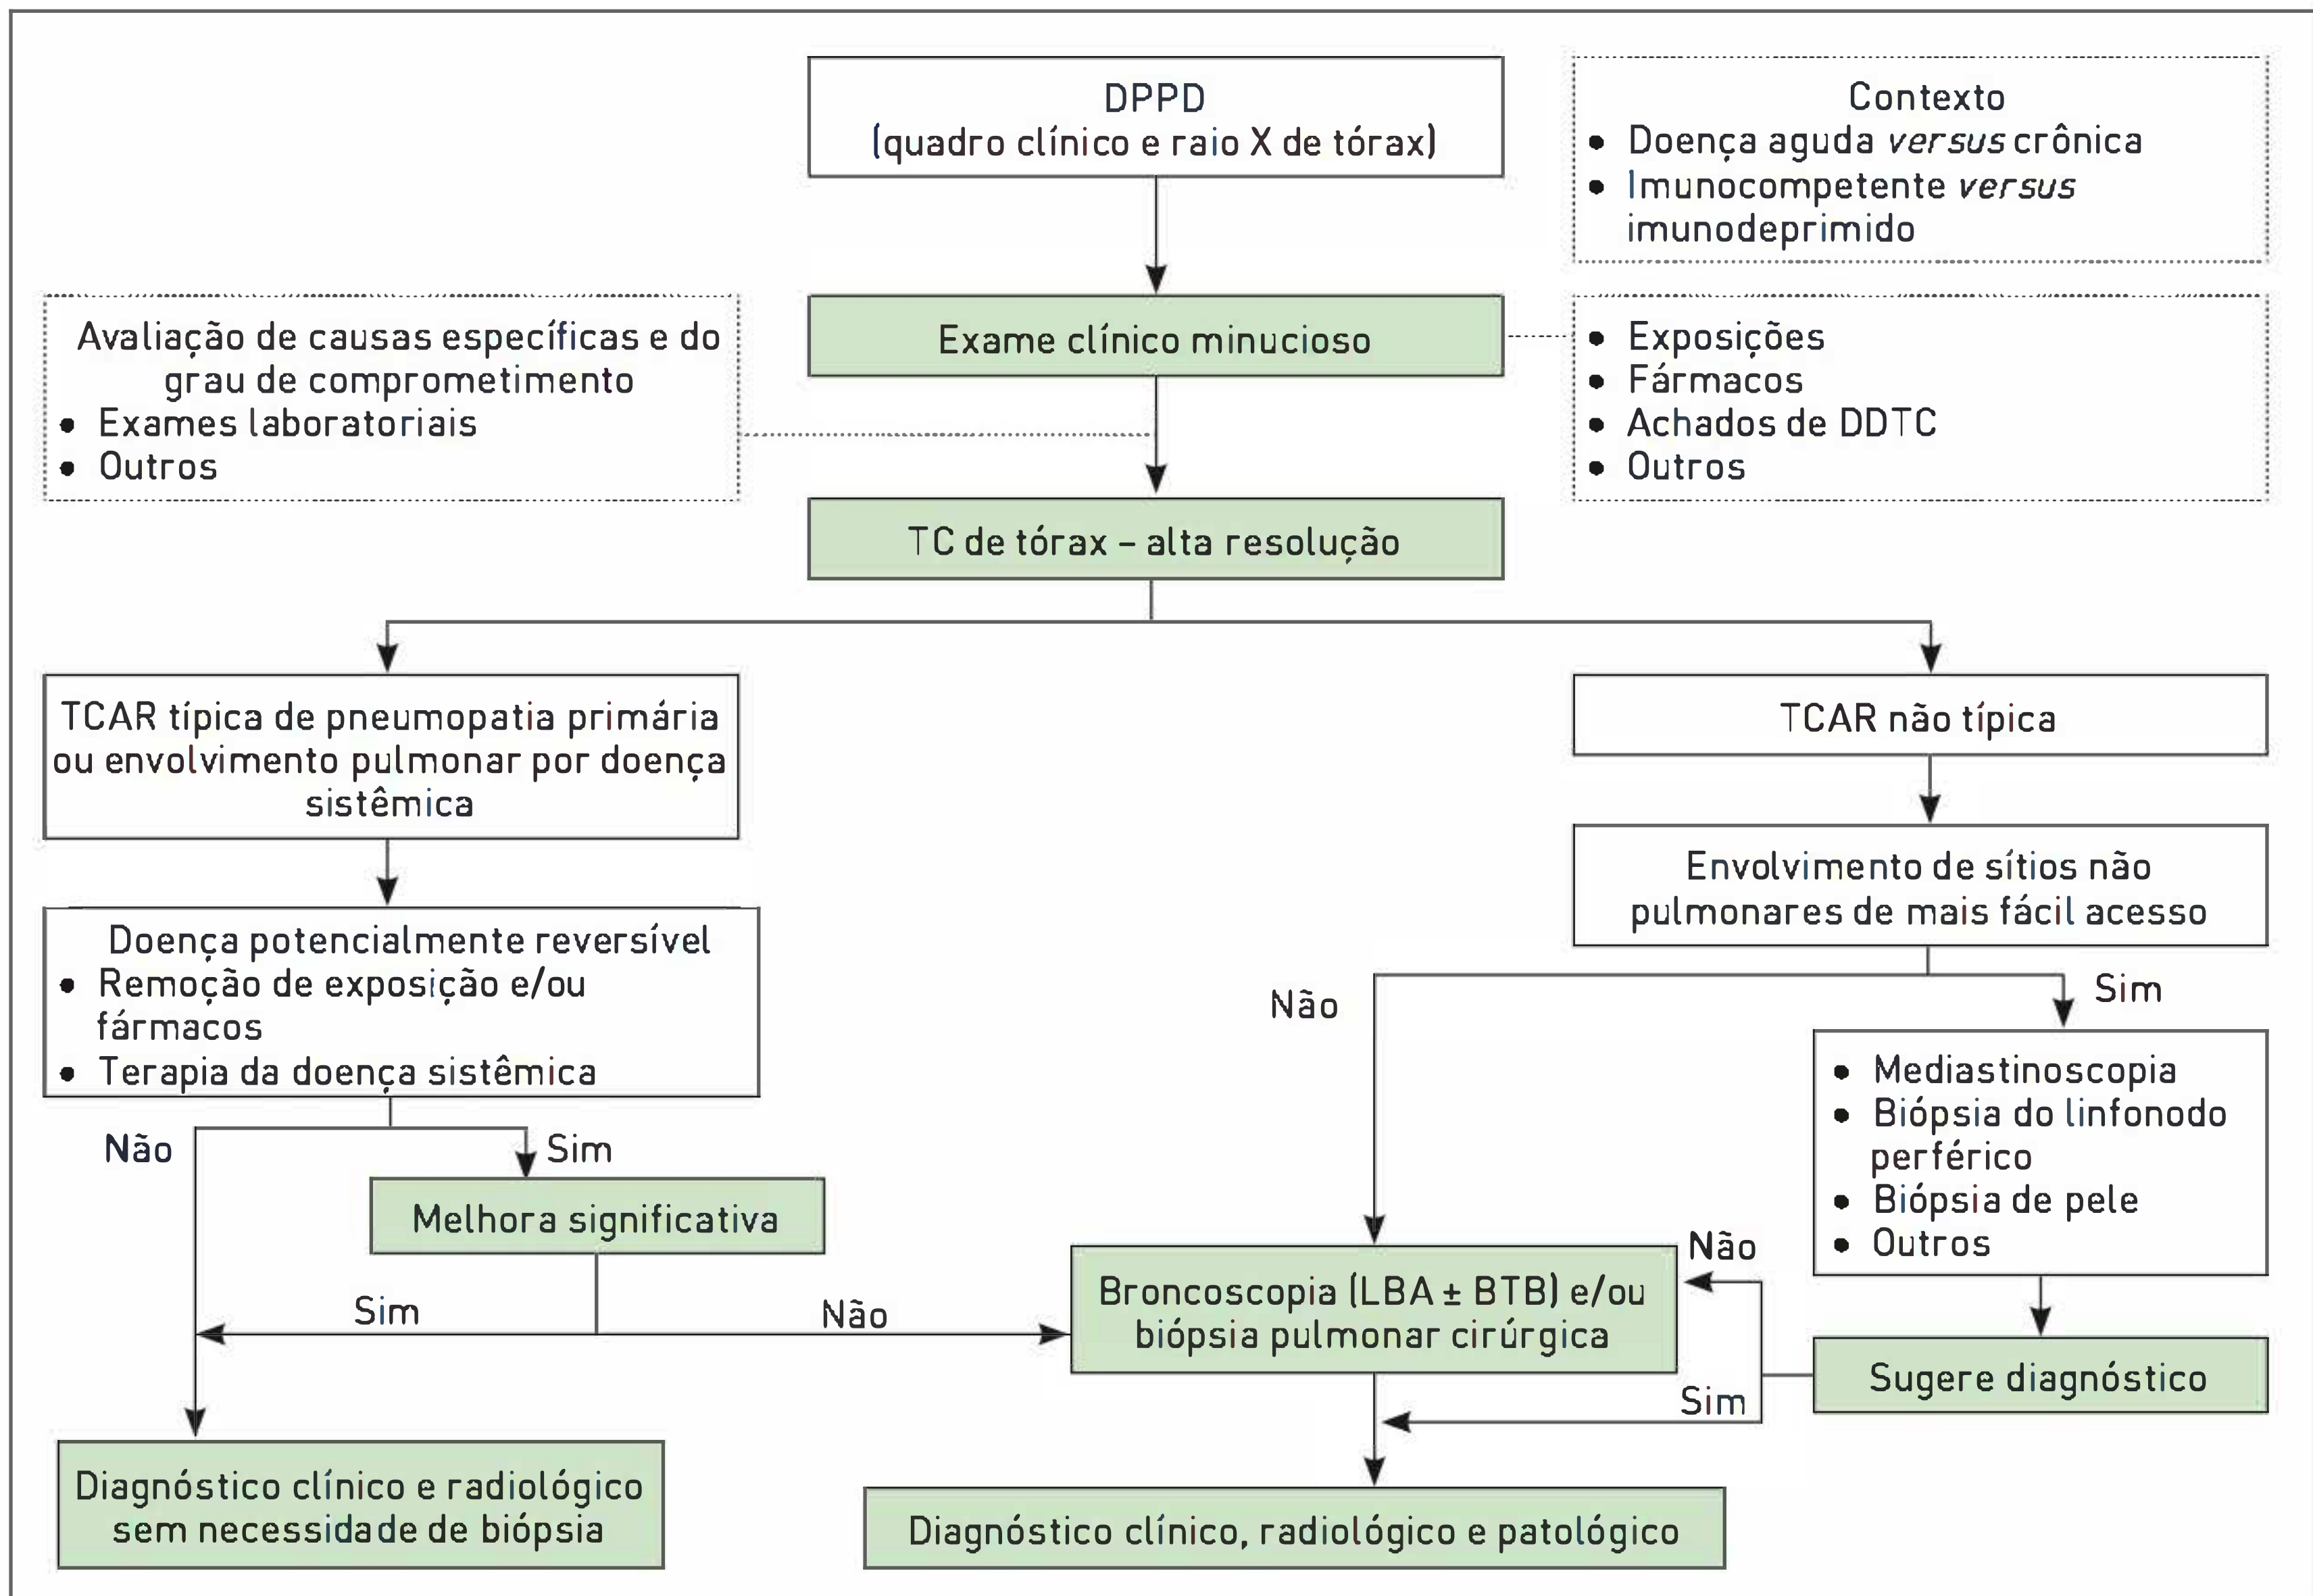 DPPD
(quadro clínico e raio X de tórax)
Contexto
• Doença aguda versus crônica
• Imunocompetente versus
imunodeprimido
Avaliação de causas específicas e do
grau de comprometimento
• Exames laboratoriais
• Outros
Exame clínico minucioso
• Exposições
• Fármacos
• Achados de DDTC
• Outros
TC de tórax – alta resolução
TCAR típica de pneumopatia primária
ou envolvimento pulmonar por doença
sistêmica
TCAR não típica
Envolvimento de sítios não
pulmonares de mais fácil acesso
Doença potencialmente reversível
• Remoção de exposição e/ou
fármacos
• Terapia da doença sistêmica
Não
Sim
Não
Sim
• Mediastinoscopia
• Biópsia do linfonodo
perférico
• Biópsia de pele
• Outros
Melhora significativa
Sim
Não
Broncoscopia (LBA ± BTB) e/ou
biópsia pulmonar cirúrgica
Não
Sim
Sugere diagnóstico
Diagnóstico clínico e radiológico
sem necessidade de biópsia
Diagnóstico clínico, radiológico e patológico